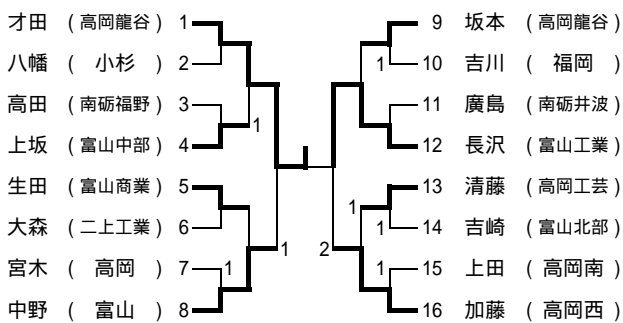 才田 (高岡龍谷) 1 9 坂本 (高岡龍谷)
八幡 ( 小杉 ) 2 1 10 吉川 ( 福岡 )
高田 (南砺福野) 3 11 廣島 (南砺井波)
1
上坂 (富山中部) 4 12 長沢 (富山工業)
生田 (富山商業) 5 13 清藤 (高岡工芸)
1
大森 (二上工業) 6 1 14 吉崎 (富山北部)
1 2
宮木 ( 高岡 ) 7 1 1 15 上田 ( 高岡南 )
中野 ( 富山 ) 8 16 加藤 ( 高岡西 )